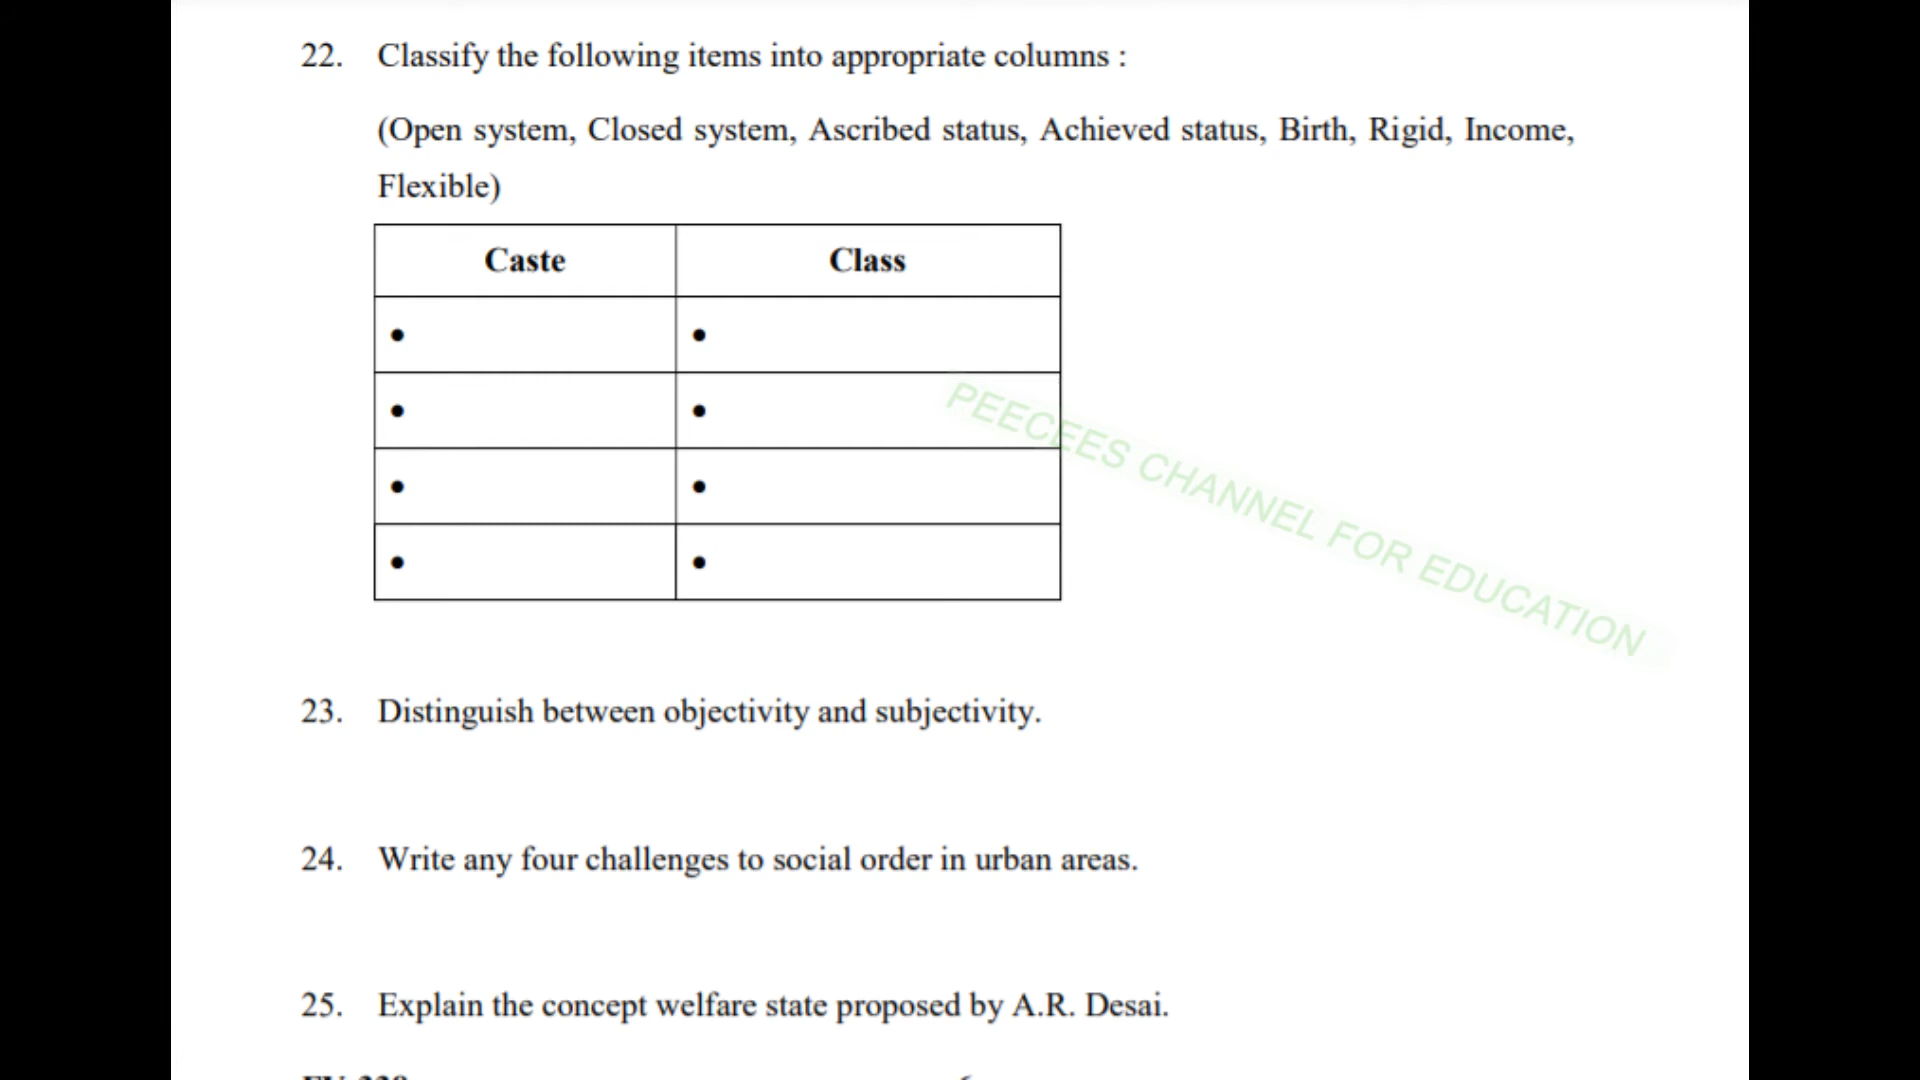 22. Classify the following items into appropriate columns :
(Open system, Closed system, Ascribed status, Achieved status, Birth, Rigid, Income,
Flexible)
Caste Class
• •
• •
• •
• •
PEECEES CHANNEL FOR EDUCATION
23. Distinguish between objectivity and subjectivity.
24. Write any four challenges to social order in urban areas.
25. Explain the concept welfare state proposed by A.R. Desai.